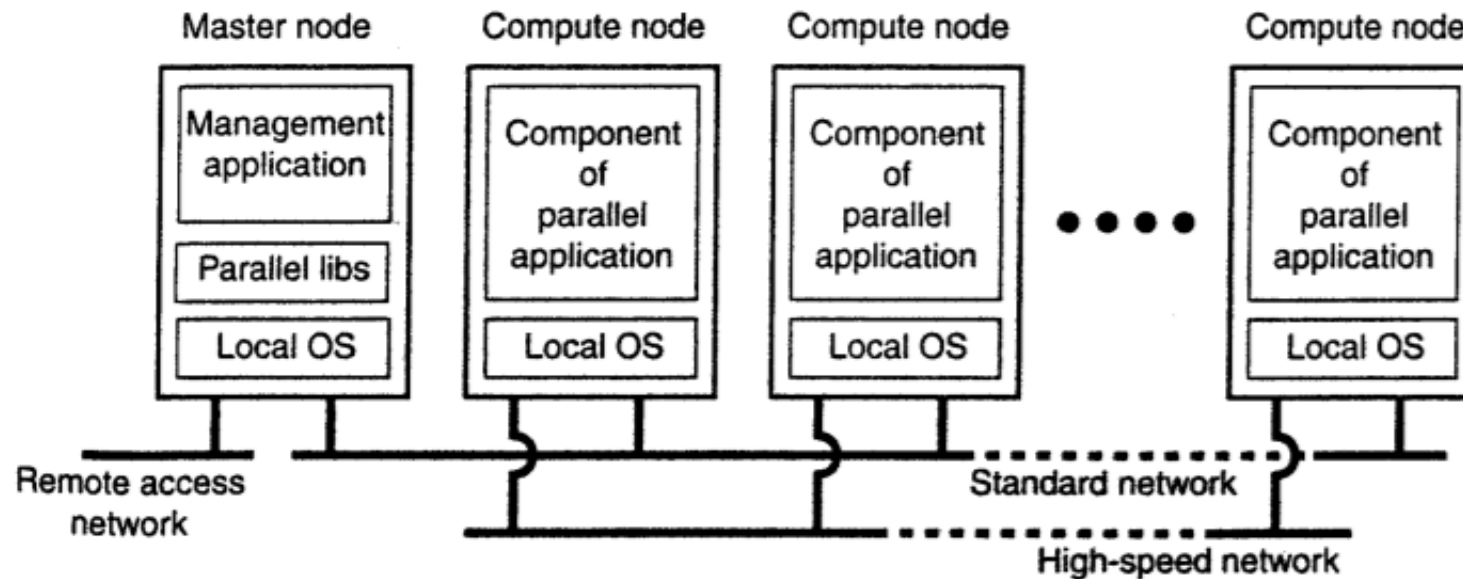 Master node
Compute node
Compute node
Compute node
Management
application
Parallel libs
Local OS
Component
of
parallel
application
Local OS
Component
of
parallel
application
Local OS
Component
of
parallel
application
Local OS
Remote access
network
Standard network
High-speed network